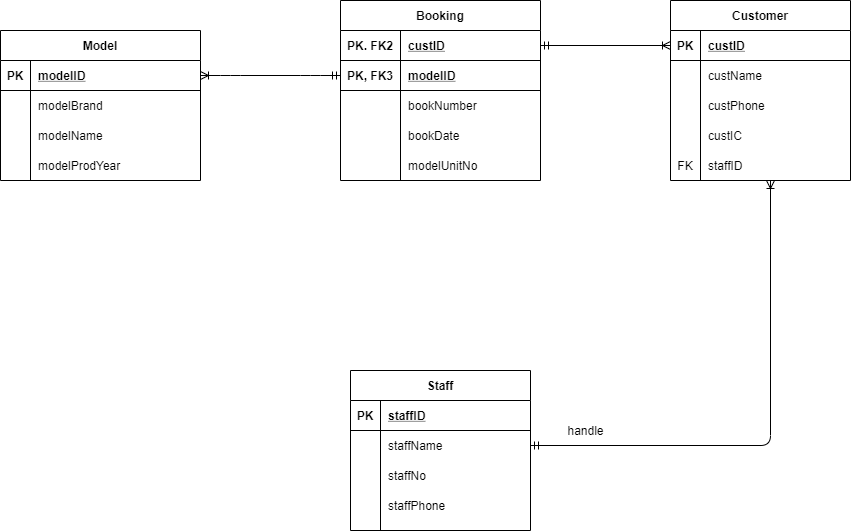 Model
PK modelID
modelBrand
modelName
modelProdYear
Booking
PK. FK2 custID
PK, FK3 modelID
bookNumber
bookDate
modelUnitNo
Customer
PK custID
custName
custPhone
custIC
FK staffID
Staff
PK staffID
staffName
staffNo
staffPhone
handle